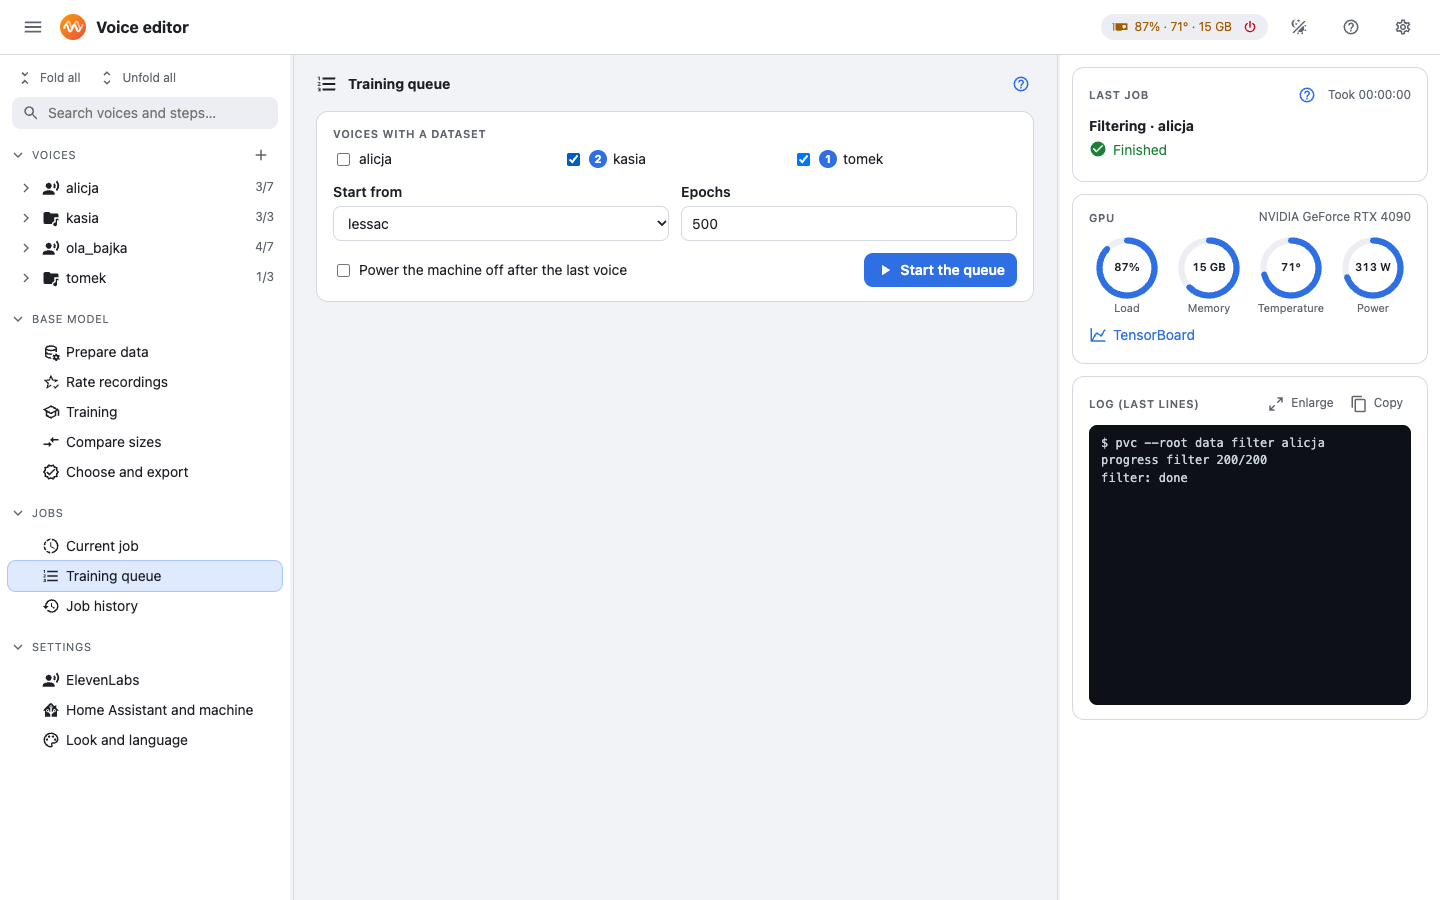 Voice editor
87% · 71° · 15 GB
Fold all
Unfold all
Search voices and steps...
VOICES
alicja
3/7
kasia
3/3
ola_bajka
4/7
tomek
1/3
BASE MODEL
Prepare data
Rate recordings
Training
Compare sizes
Choose and export
JOBS
Current job
Training queue
Job history
SETTINGS
ElevenLabs
Home Assistant and machine
Look and language
Training queue
VOICES WITH A DATASET
alicja
2 kasia
1 tomek
Start from
Epochs
lessac
500
Power the machine off after the last voice
Start the queue
LAST JOB
Took 00:00:00
Filtering · alicja
Finished
GPU
NVIDIA GeForce RTX 4090
87%
15 GB
71°
313 W
Load
Memory
Temperature
Power
TensorBoard
LOG (LAST LINES)
Enlarge
Copy
$ pvc --root data filter alicja
progress filter 200/200
filter: done